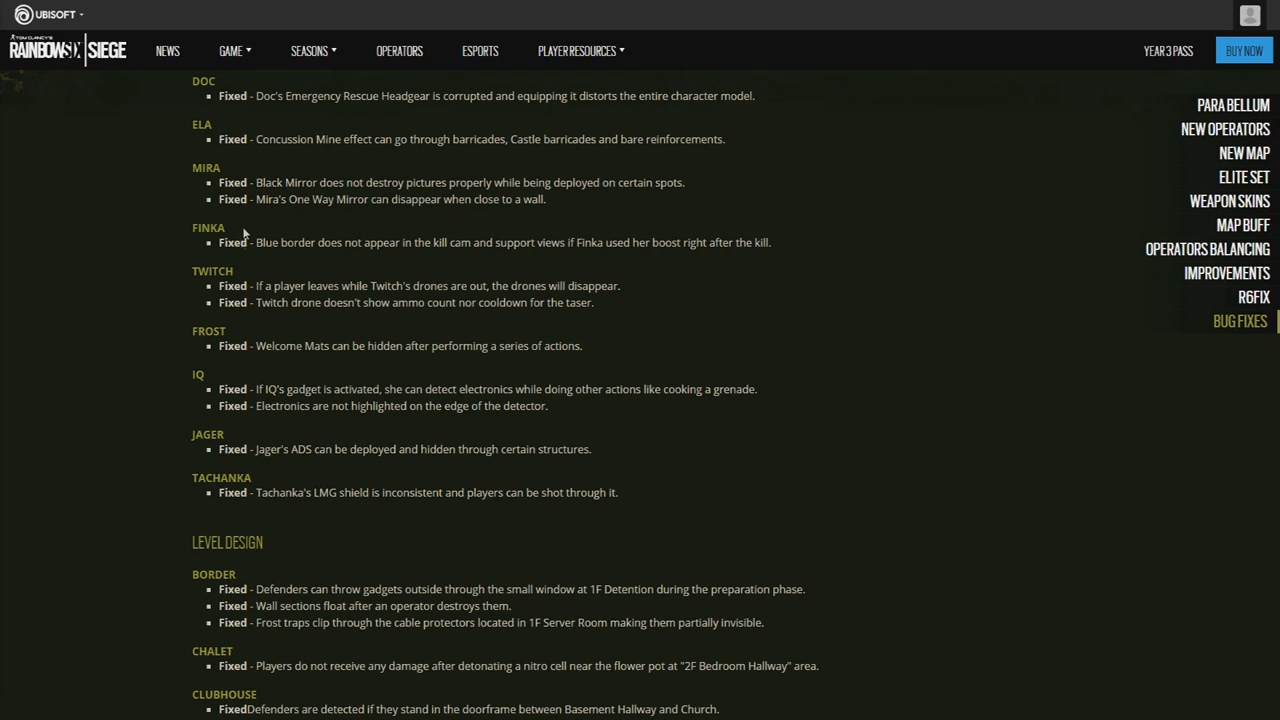 UBISOFT
TOM CLANCY'S
RAINBOWSIX | SIEGE
NEWS
GAME
SEASONS
OPERATORS
ESPORTS
PLAYER RESOURCES
YEAR 3 PASS
BUY NOW
DOC
Fixed - Doc's Emergency Rescue Headgear is corrupted and equipping it distorts the entire character model.
ELA
Fixed - Concussion Mine effect can go through barricades, Castle barricades and bare reinforcements.
MIRA
Fixed - Black Mirror does not destroy pictures properly while being deployed on certain spots.
Fixed - Mira's One Way Mirror can disappear when close to a wall.
FINKA
Fixed - Blue border does not appear in the kill cam and support views if Finka used her boost right after the kill.
TWITCH
Fixed - If a player leaves while Twitch's drones are out, the drones will disappear.
Fixed - Twitch drone doesn't show ammo count nor cooldown for the taser.
FROST
Fixed - Welcome Mats can be hidden after performing a series of actions.
IQ
Fixed - If IQ's gadget is activated, she can detect electronics while doing other actions like cooking a grenade.
Fixed - Electronics are not highlighted on the edge of the detector.
JAGER
Fixed - Jager's ADS can be deployed and hidden through certain structures.
TACHANKA
Fixed - Tachanka's LMG shield is inconsistent and players can be shot through it.
LEVEL DESIGN
BORDER
Fixed - Defenders can throw gadgets outside through the small window at 1F Detention during the preparation phase.
Fixed - Wall sections float after an operator destroys them.
Fixed - Frost traps clip through the cable protectors located in 1F Server Room making them partially invisible.
CHALET
Fixed - Players do not receive any damage after detonating a nitro cell near the flower pot at "2F Bedroom Hallway" area.
CLUBHOUSE
FixedDefenders are detected if they stand in the doorframe between Basement Hallway and Church.
PARA BELLUM
NEW OPERATORS
NEW MAP
ELITE SET
WEAPON SKINS
MAP BUFF
OPERATORS BALANCING
IMPROVEMENTS
R6FIX
BUG FIXES